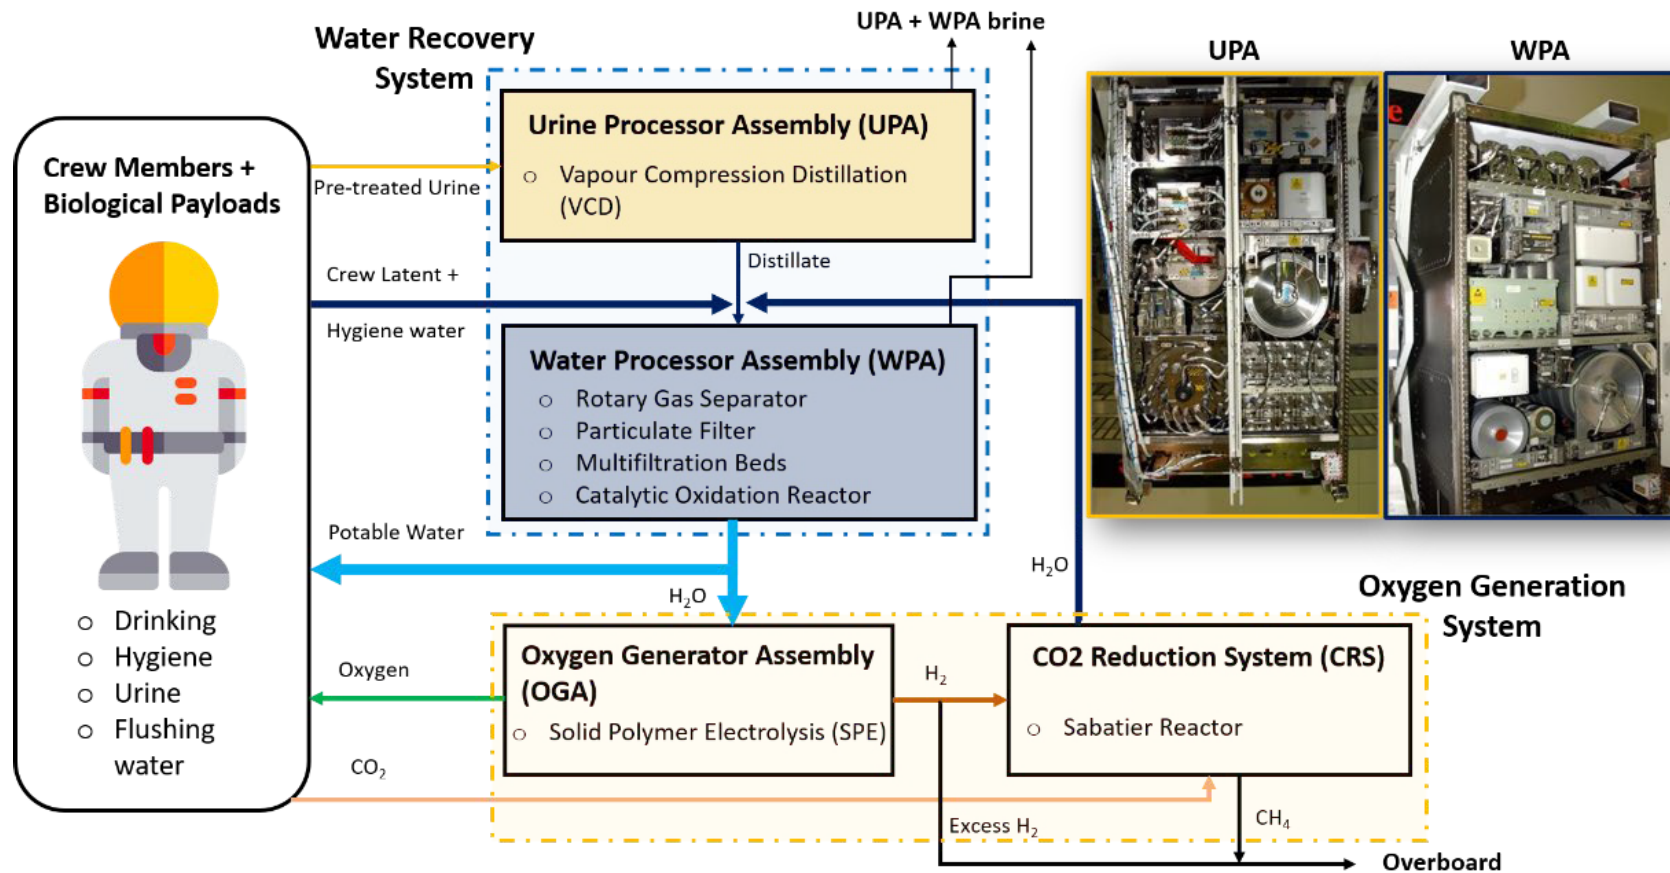 UPA + WPA brine
Water Recovery
System
UPA
WPA
Urine Processor Assembly (UPA)
○ Vapour Compression Distillation
(VCD)
Crew Members +
Biological Payloads
Pre-treated Urine
Distillate
Crew Latent +
Hygiene water
Water Processor Assembly (WPA)
○ Rotary Gas Separator
○ Particulate Filter
○ Multifiltration Beds
○ Catalytic Oxidation Reactor
Potable Water
H₂O
H₂O
Oxygen Generation
System
○ Drinking
○ Hygiene
○ Urine
○ Flushing
water
Oxygen Generator Assembly
(OGA)
○ Solid Polymer Electrolysis (SPE)
Oxygen
H₂
CO2 Reduction System (CRS)
○ Sabatier Reactor
CO₂
Excess H₂
CH₄
Overboard